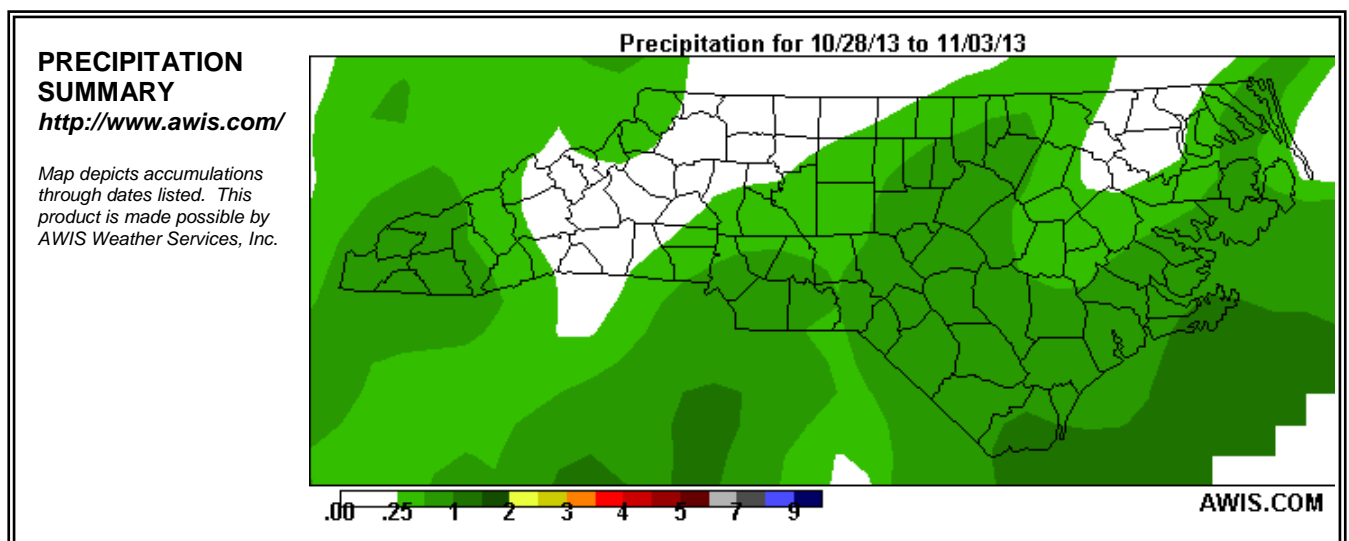 PRECIPITATION
SUMMARY
http://www.awis.com/
Map depicts accumulations
through dates listed. This
product is made possible by
AWIS Weather Services, Inc.
Precipitation for 10/28/13 to 11/03/13
.00 .25 1 2 3 4 5 7 9
AWIS.COM